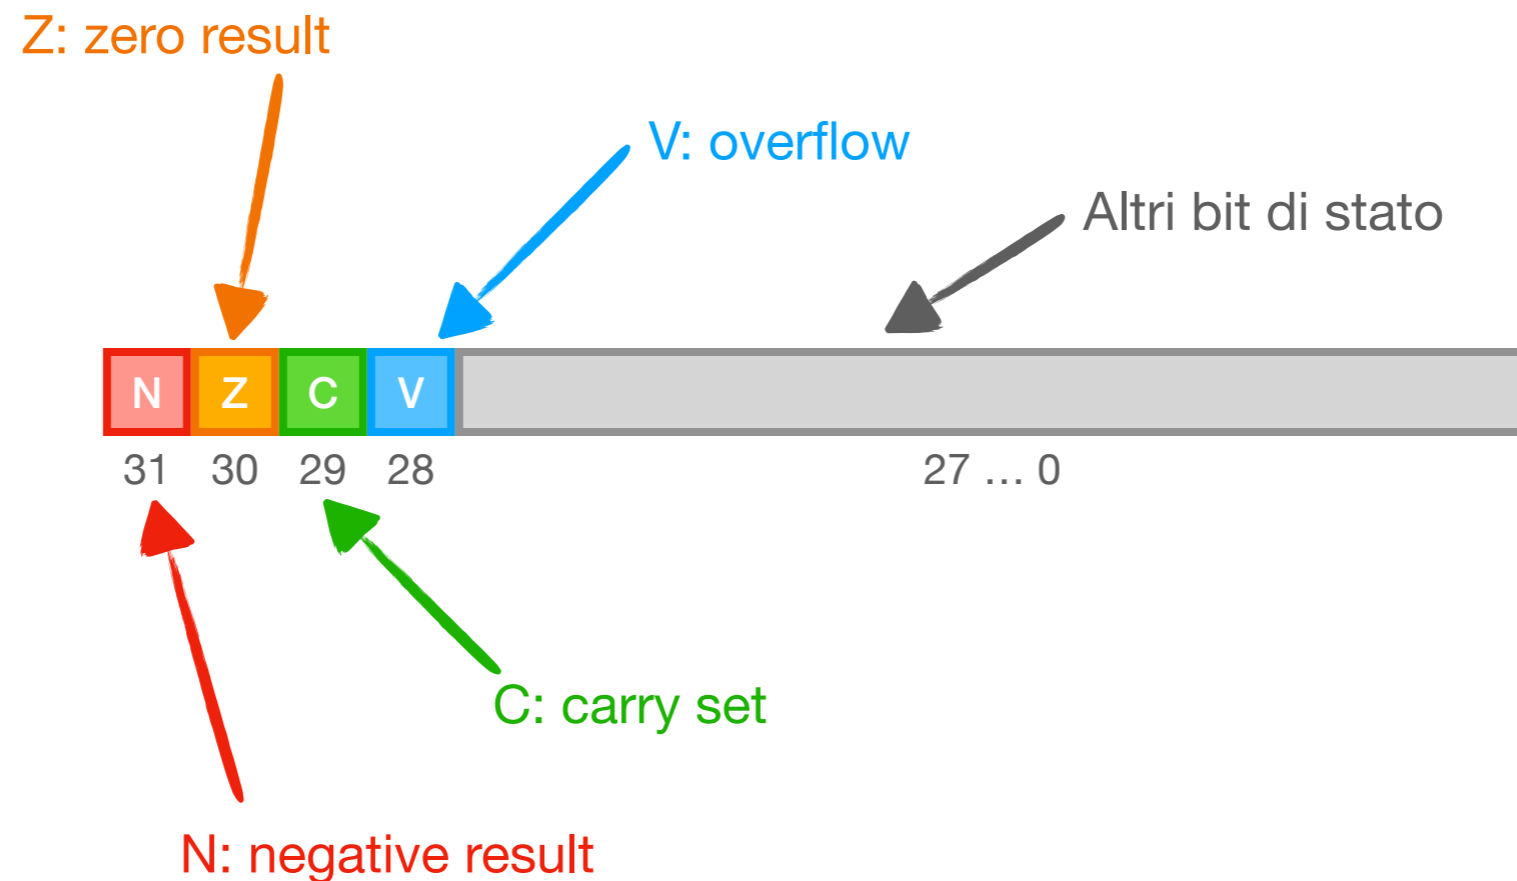 Z: zero result
V: overflow
Altri bit di stato
N Z C V
31 30 29 28 27 ... 0
C: carry set
N: negative result